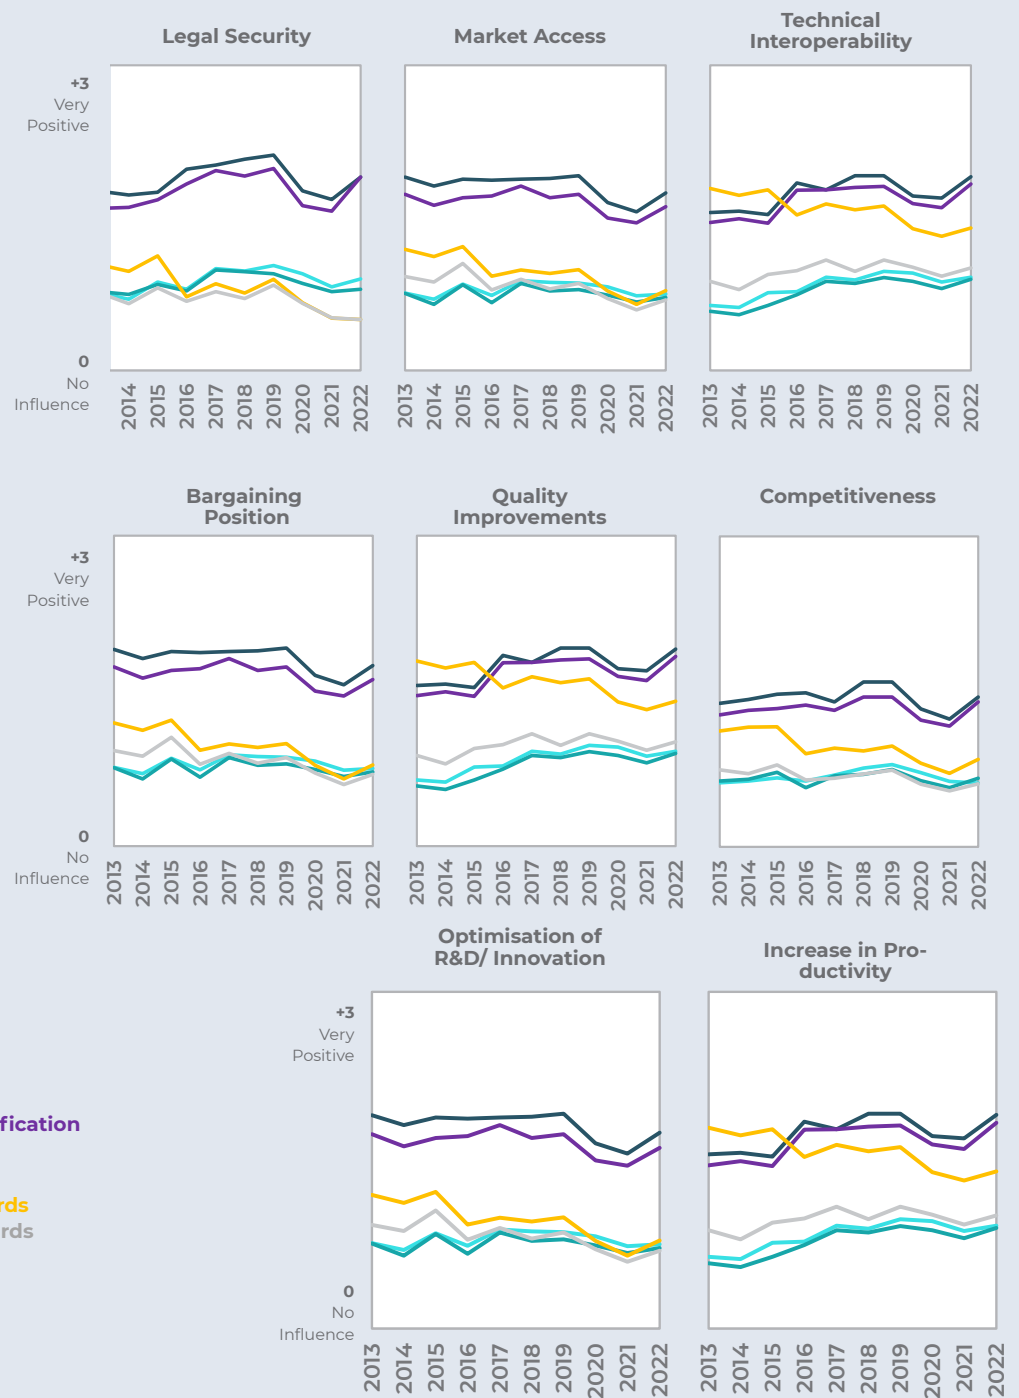 Legal Security
Market Access
Technical
Interoperability
+3
Very
Positive
0
No
Influence
2014 2015 2016 2017 2018 2019 2020 2021 2022
2013 2014 2015 2016 2017 2018 2019 2020 2021 2022
2013 2014 2015 2016 2017 2018 2019 2020 2021 2022
Bargaining
Position
Quality
Improvements
Competitiveness
+3
Very
Positive
0
No
Influence
2013 2014 2015 2016 2017 2018 2019 2020 2021 2022
2013 2014 2015 2016 2017 2018 2019 2020 2021 2022
2013 2014 2015 2016 2017 2018 2019 2020 2021 2022
Optimisation of
R&D/ Innovation
Increase in Pro-
ductivity
+3
Very
Positive
0
No
Influence
2013 2014 2015 2016 2017 2018 2019 2020 2021 2022
2013 2014 2015 2016 2017 2018 2019 2020 2021 2022
fication
rds
rds